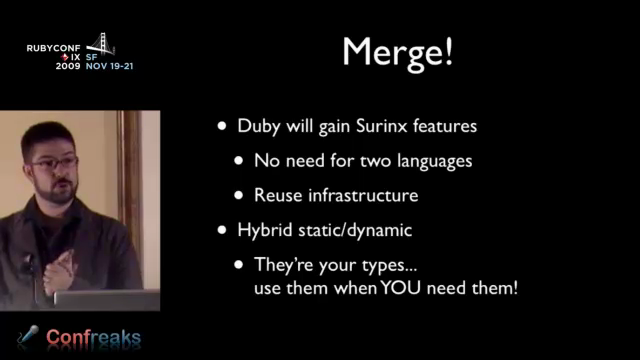 RUBYCONF
IX SF
2009 NOV 19-21
Merge!
• Duby will gain Surinx features
• No need for two languages
• Reuse infrastructure
• Hybrid static/dynamic
• They're your types...
use them when YOU need them!
Confreaks